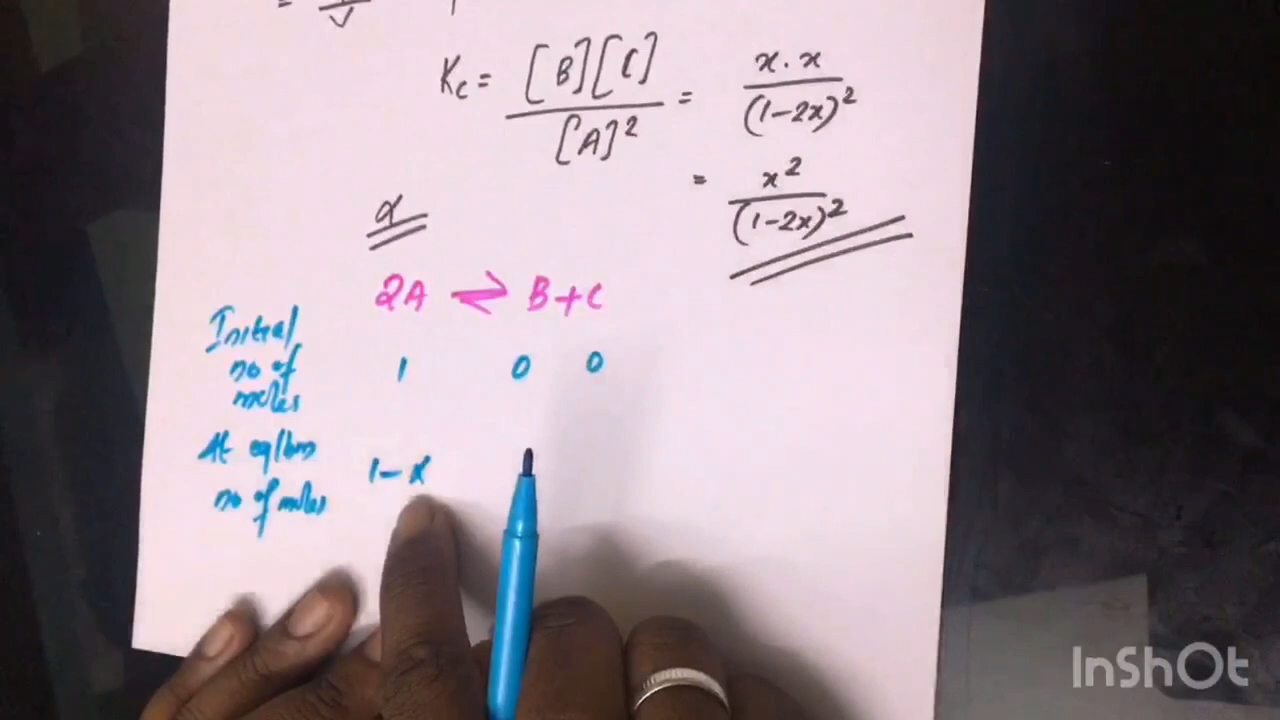 = — / V
Kc = [B][C] / [A]² = x . x / (1-2x)²
= x² / (1-2x)²
α
2A ⇌ B + C
Initial
no of 1 0 0
moles
At eqlbm
1-α
no of moles
InShOt